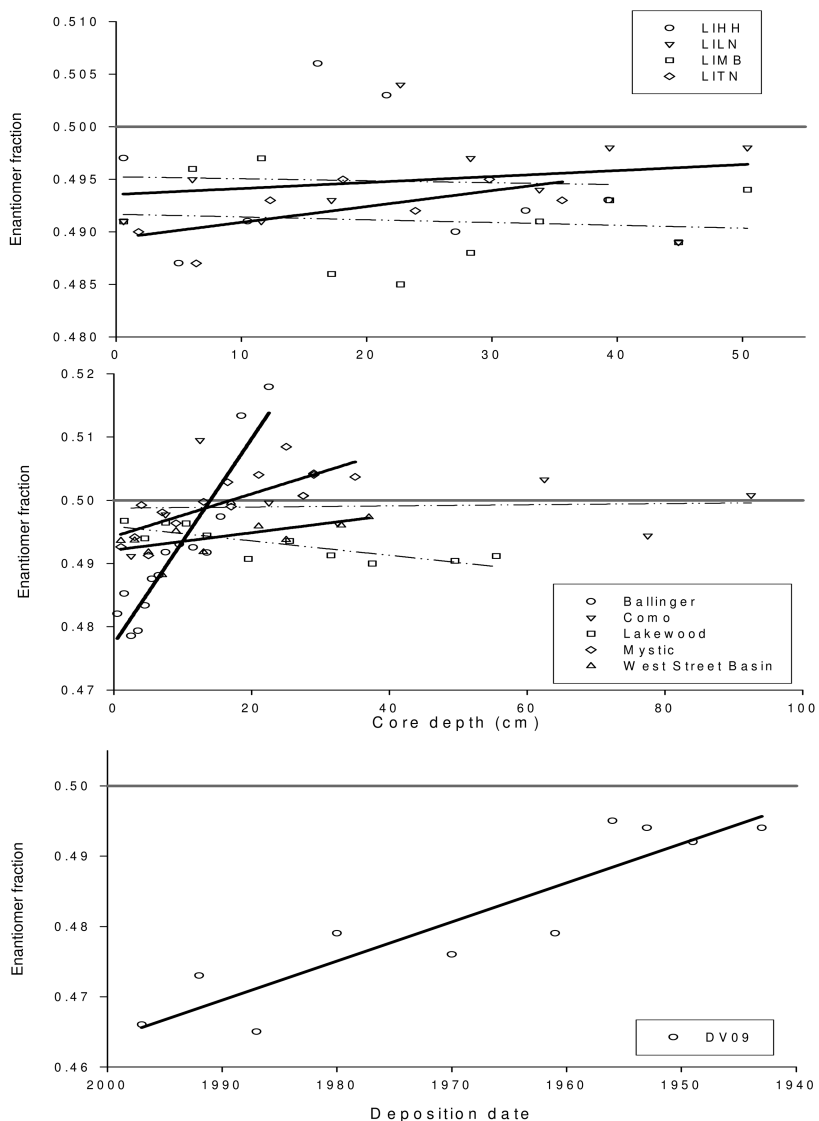 0.510
0.505
0.500
0.495
0.490
0.485
0.480
Enantiomer fraction
LIHH
LILN
LIMB
LITN
0 10 20 30 40 50
0.52
0.51
0.50
0.49
0.48
0.47
Enantiomer fraction
Ballinger
Como
Lakewood
Mystic
West Street Basin
0 20 40 60 80 100
Core depth (cm)
0.50
0.49
0.48
0.47
0.46
Enantiomer fraction
DV09
2000 1990 1980 1970 1960 1950 1940
Deposition date